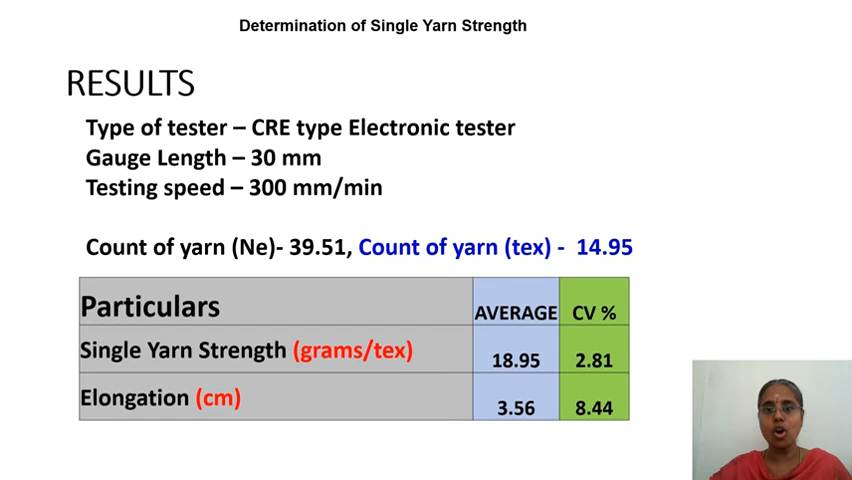 Determination of Single Yarn Strength
RESULTS
Type of tester – CRE type Electronic tester
Gauge Length – 30 mm
Testing speed – 300 mm/min
Count of yarn (Ne)- 39.51, Count of yarn (tex) - 14.95
Particulars AVERAGE CV %
Single Yarn Strength (grams/tex) 18.95 2.81
Elongation (cm) 3.56 8.44